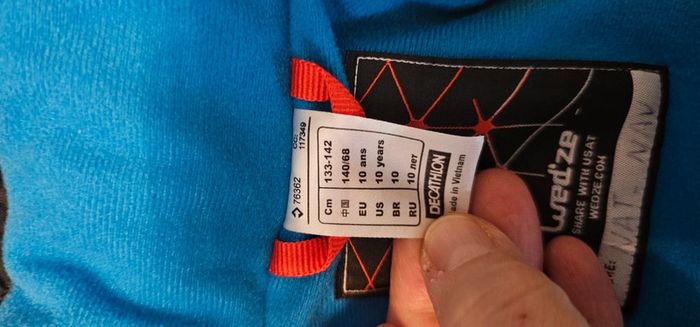 117349
76362
Cm 133-142
中国 140/68
EU 10 ans
US 10 years
BR 10
RU 10 лет
DECATHLON
ade in Vietnam
wed'ze
SHARE WITH US AT
WEDZE.COM